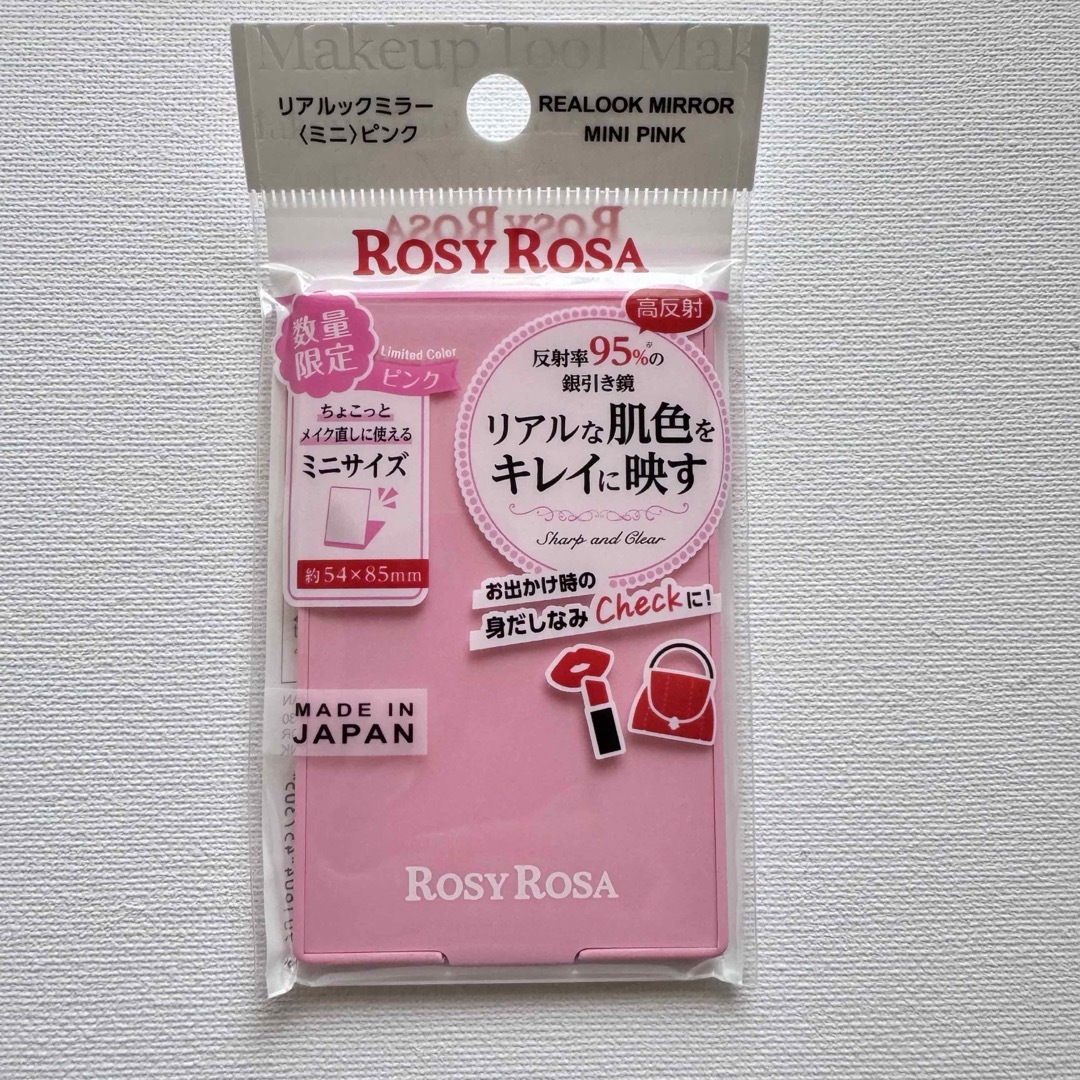 Makeup Tool Mak
リアルックミラー
〈ミニ〉ピンク
REALOOK MIRROR
MINI PINK
ROSY ROSA
数量
限定
Limited Color
ピンク
ちょこっと
メイク直しに使える
ミニサイズ
約54×85mm
高反射
反射率95%※の
銀引き鏡
リアルな肌色を
キレイに映す
Sharp and Clear
お出かけ時の
身だしなみCheckに!
MADE IN
JAPAN
ROSY ROSA